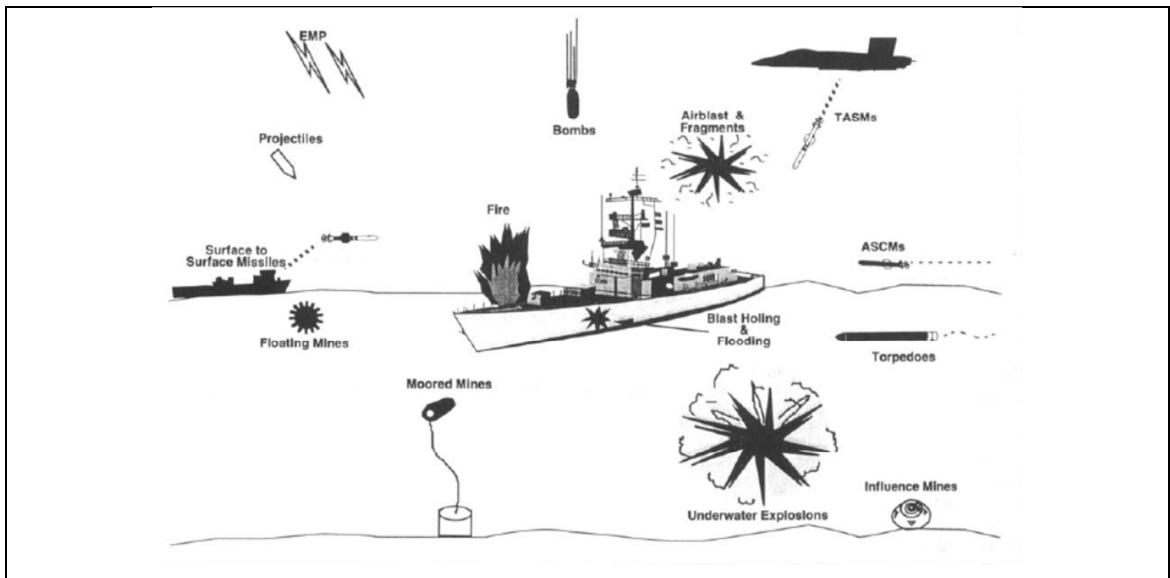 EMP
Bombs
Airblast &
Fragments
TASMs
Projectiles
Fire
Surface to
Surface Missiles
ASCMs
Floating Mines
Blast Holing
&
Flooding
Torpedoes
Moored Mines
Influence Mines
Underwater Explosions